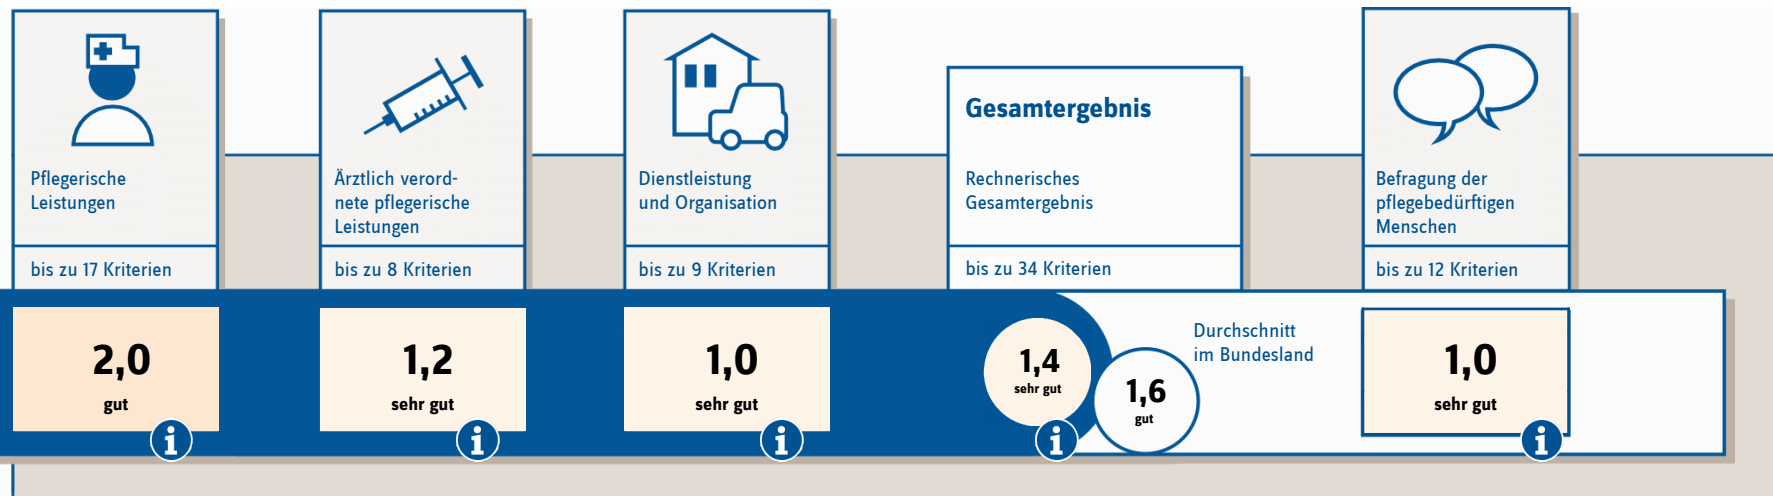 Pflegerische
Leistungen
bis zu 17 Kriterien
2,0
gut
i
Ärztlich verord-
nete pflegerische
Leistungen
bis zu 8 Kriterien
1,2
sehr gut
i
Dienstleistung
und Organisation
bis zu 9 Kriterien
1,0
sehr gut
i
Gesamtergebnis
Rechnerisches
Gesamtergebnis
bis zu 34 Kriterien
1,4
sehr gut
i
1,6
gut
Durchschnitt
im Bundesland
Befragung der
pflegebedürftigen
Menschen
bis zu 12 Kriterien
1,0
sehr gut
i